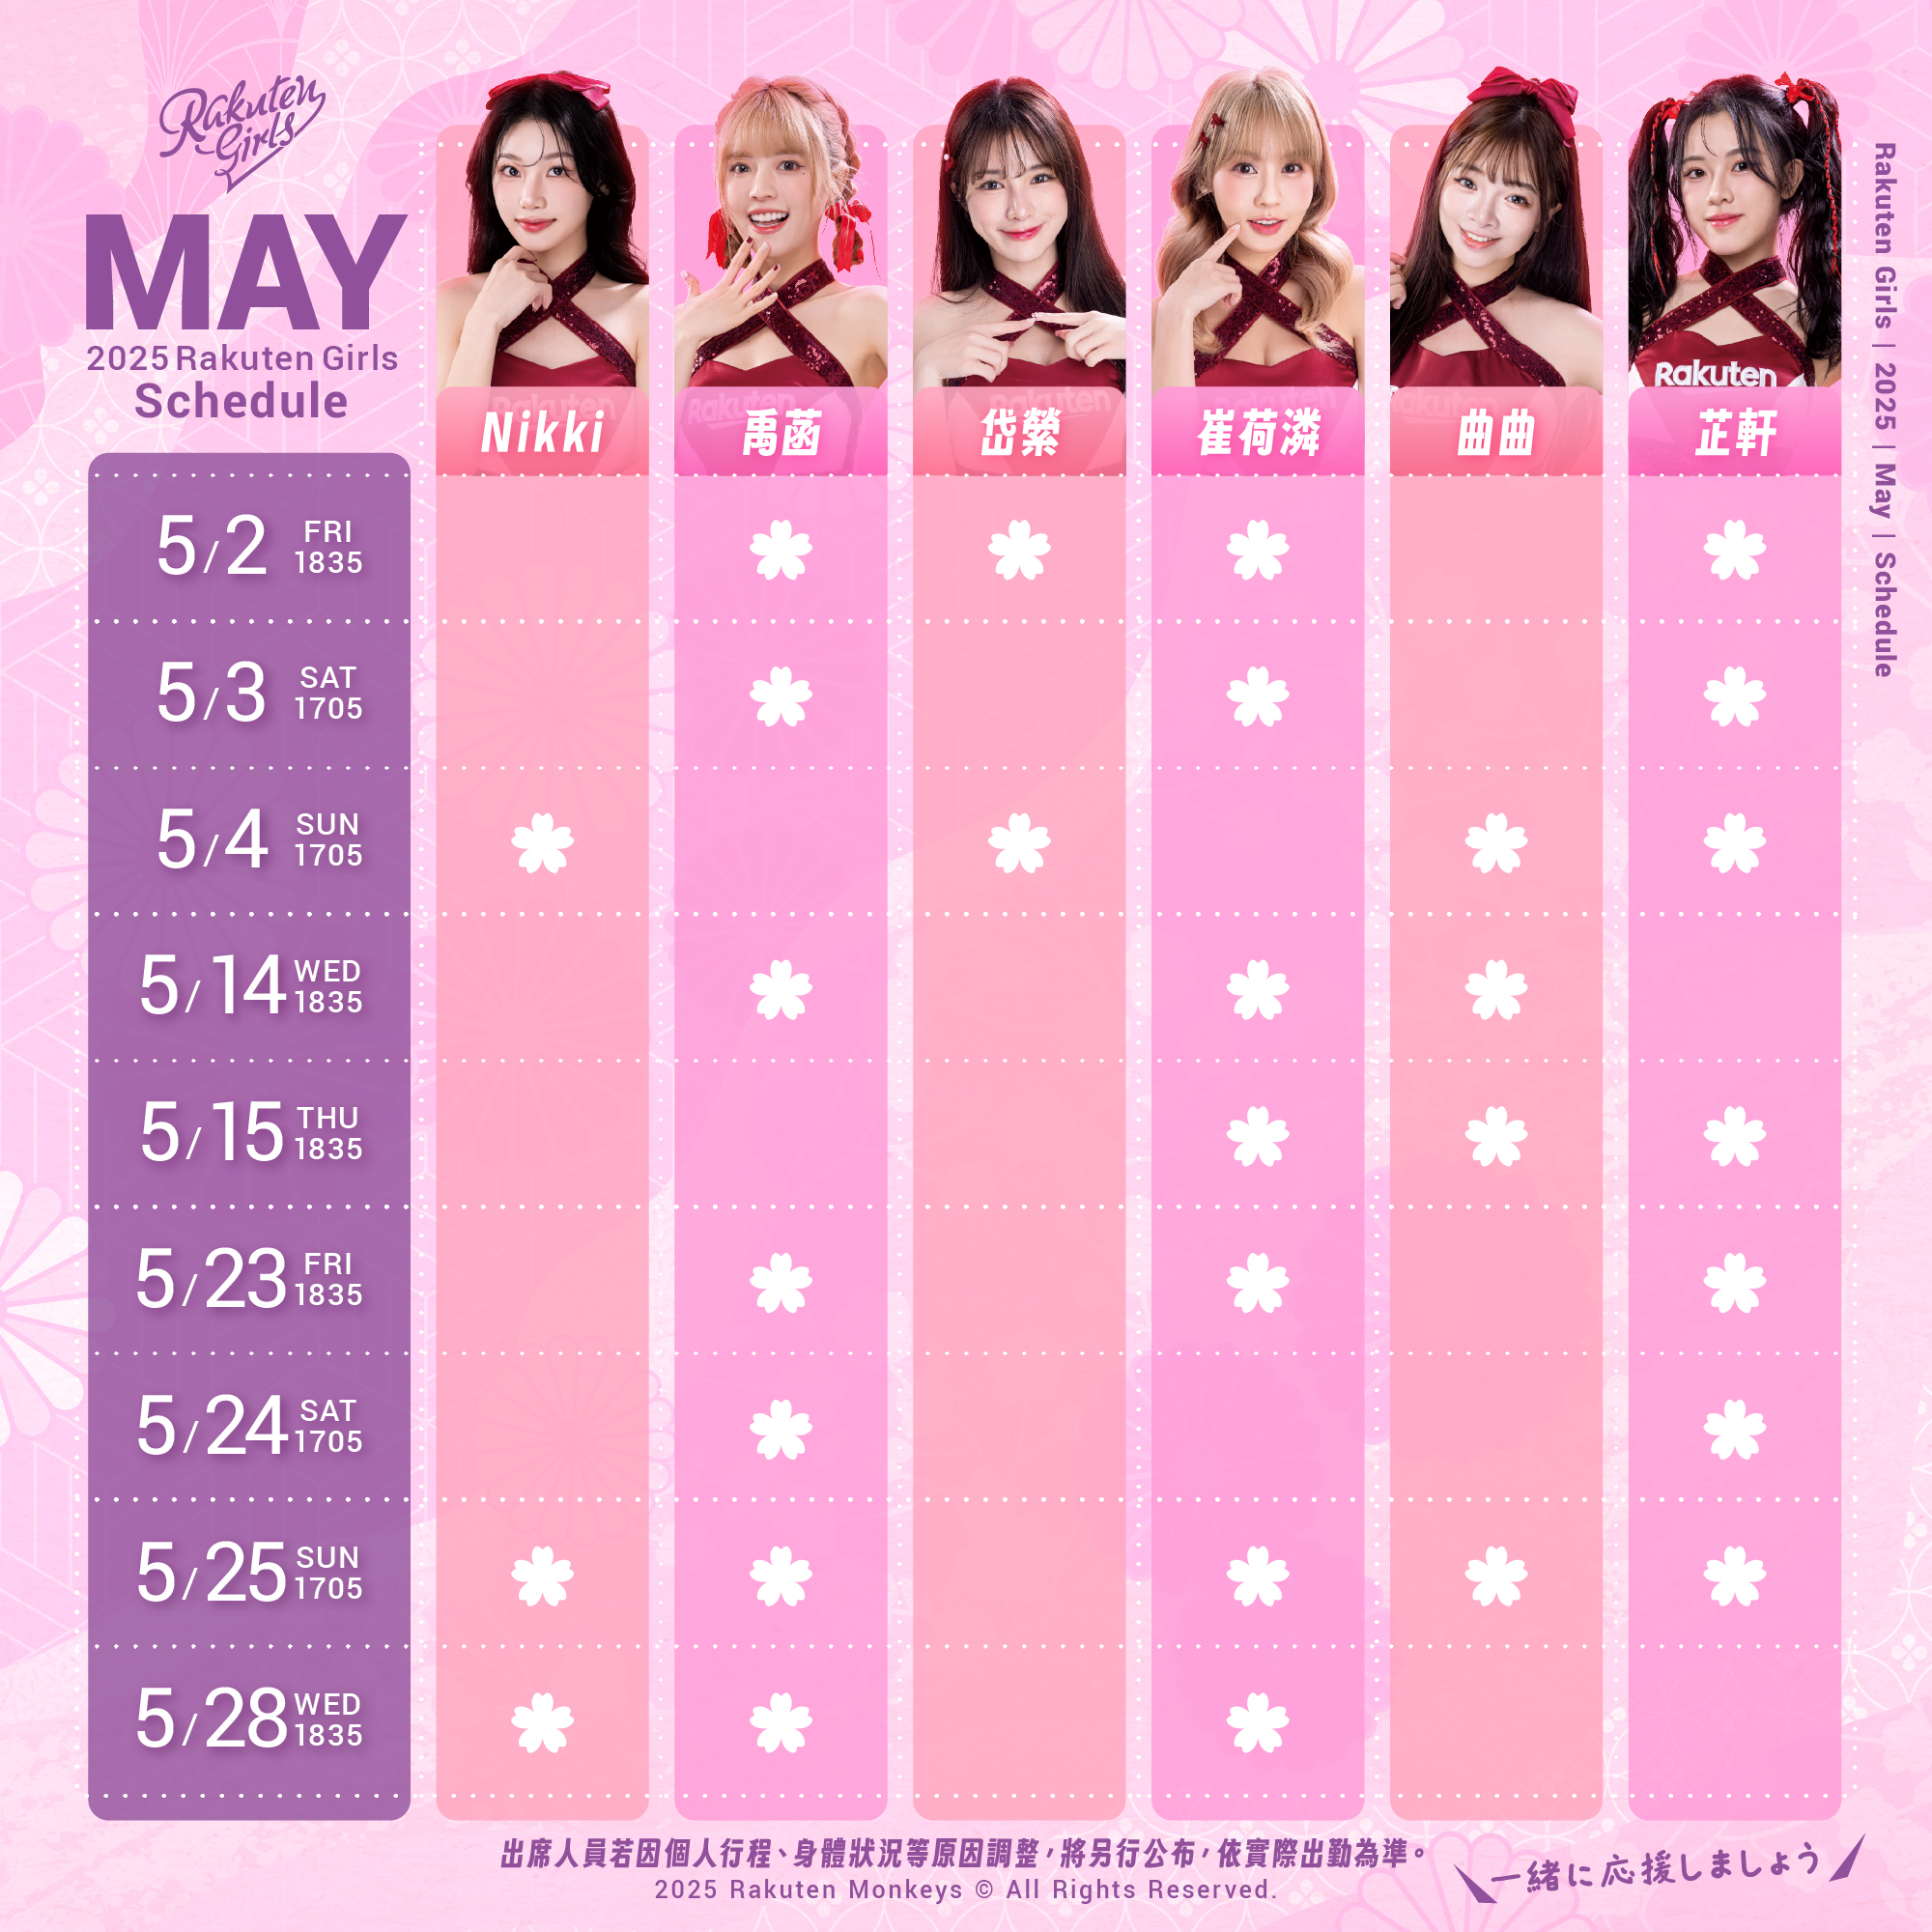 Rakuten
Girls
MAY
2025 Rakuten Girls
Schedule
Nikki
禹菡
岱縈
崔荷潾
曲曲
芷軒
Rakuten
5/2 FRI 1835
5/3 SAT 1705
5/4 SUN 1705
5/14 WED 1835
5/15 THU 1835
5/23 FRI 1835
5/24 SAT 1705
5/25 SUN 1705
5/28 WED 1835
Rakuten Girls | 2025 | May | Schedule
出席人員若因個人行程、身體狀況等原因調整，將另行公布，依實際出勤為準。
2025 Rakuten Monkeys © All Rights Reserved.
一緒に応援しましょう